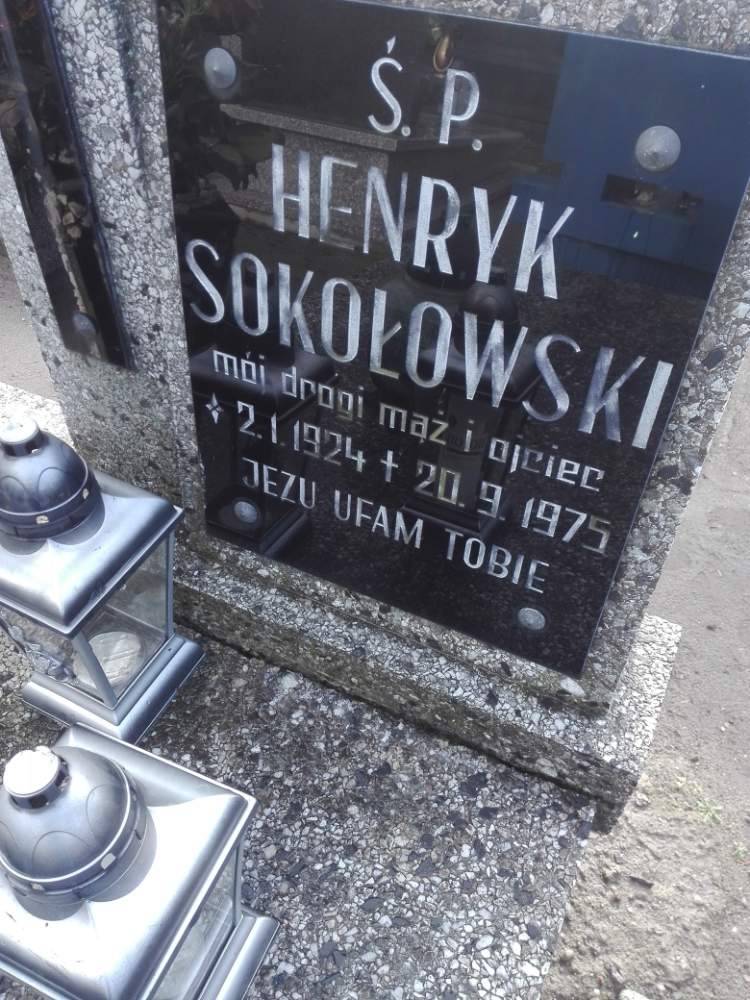 Ś. P.
HENRYK
SOKOŁOWSKI
mój drogi mąż i ojciec
✧ 2.1.1924 ✝ 20.9.1975
JEZU UFAM TOBIE